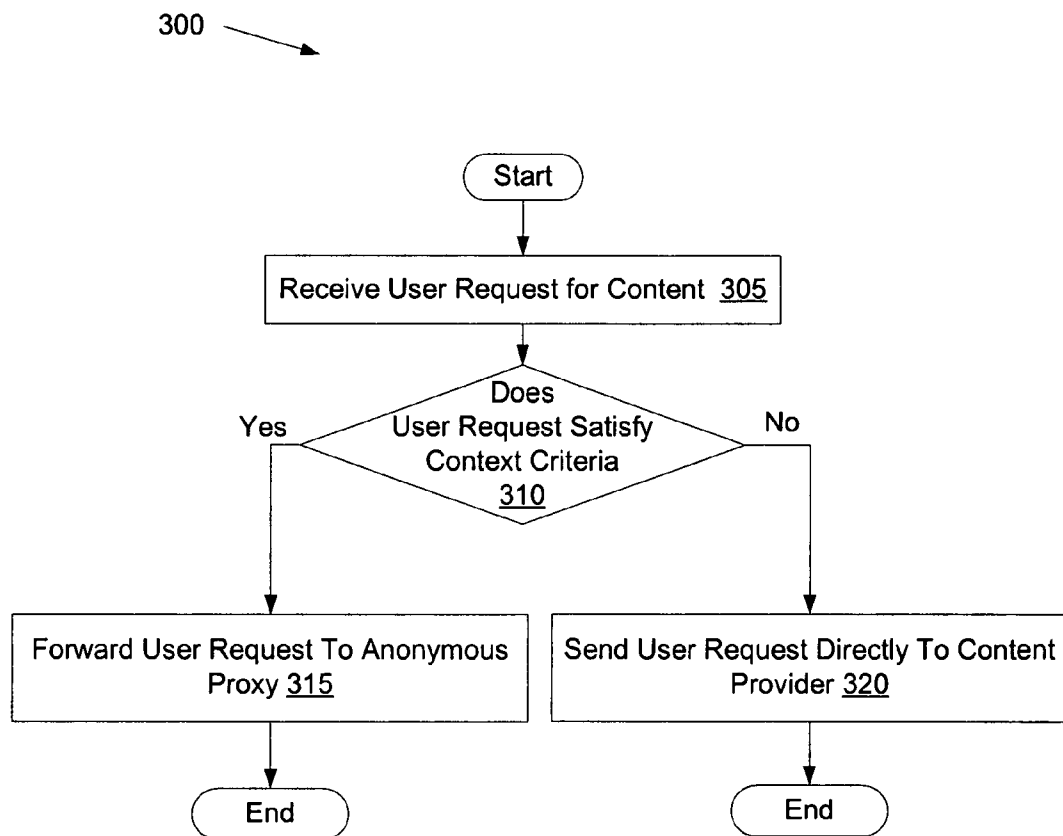 300
Start
Receive User Request for Content 305
Does
User Request Satisfy
Context Criteria
310
Yes
No
Forward User Request To Anonymous
Proxy 315
Send User Request Directly To Content
Provider 320
End
End